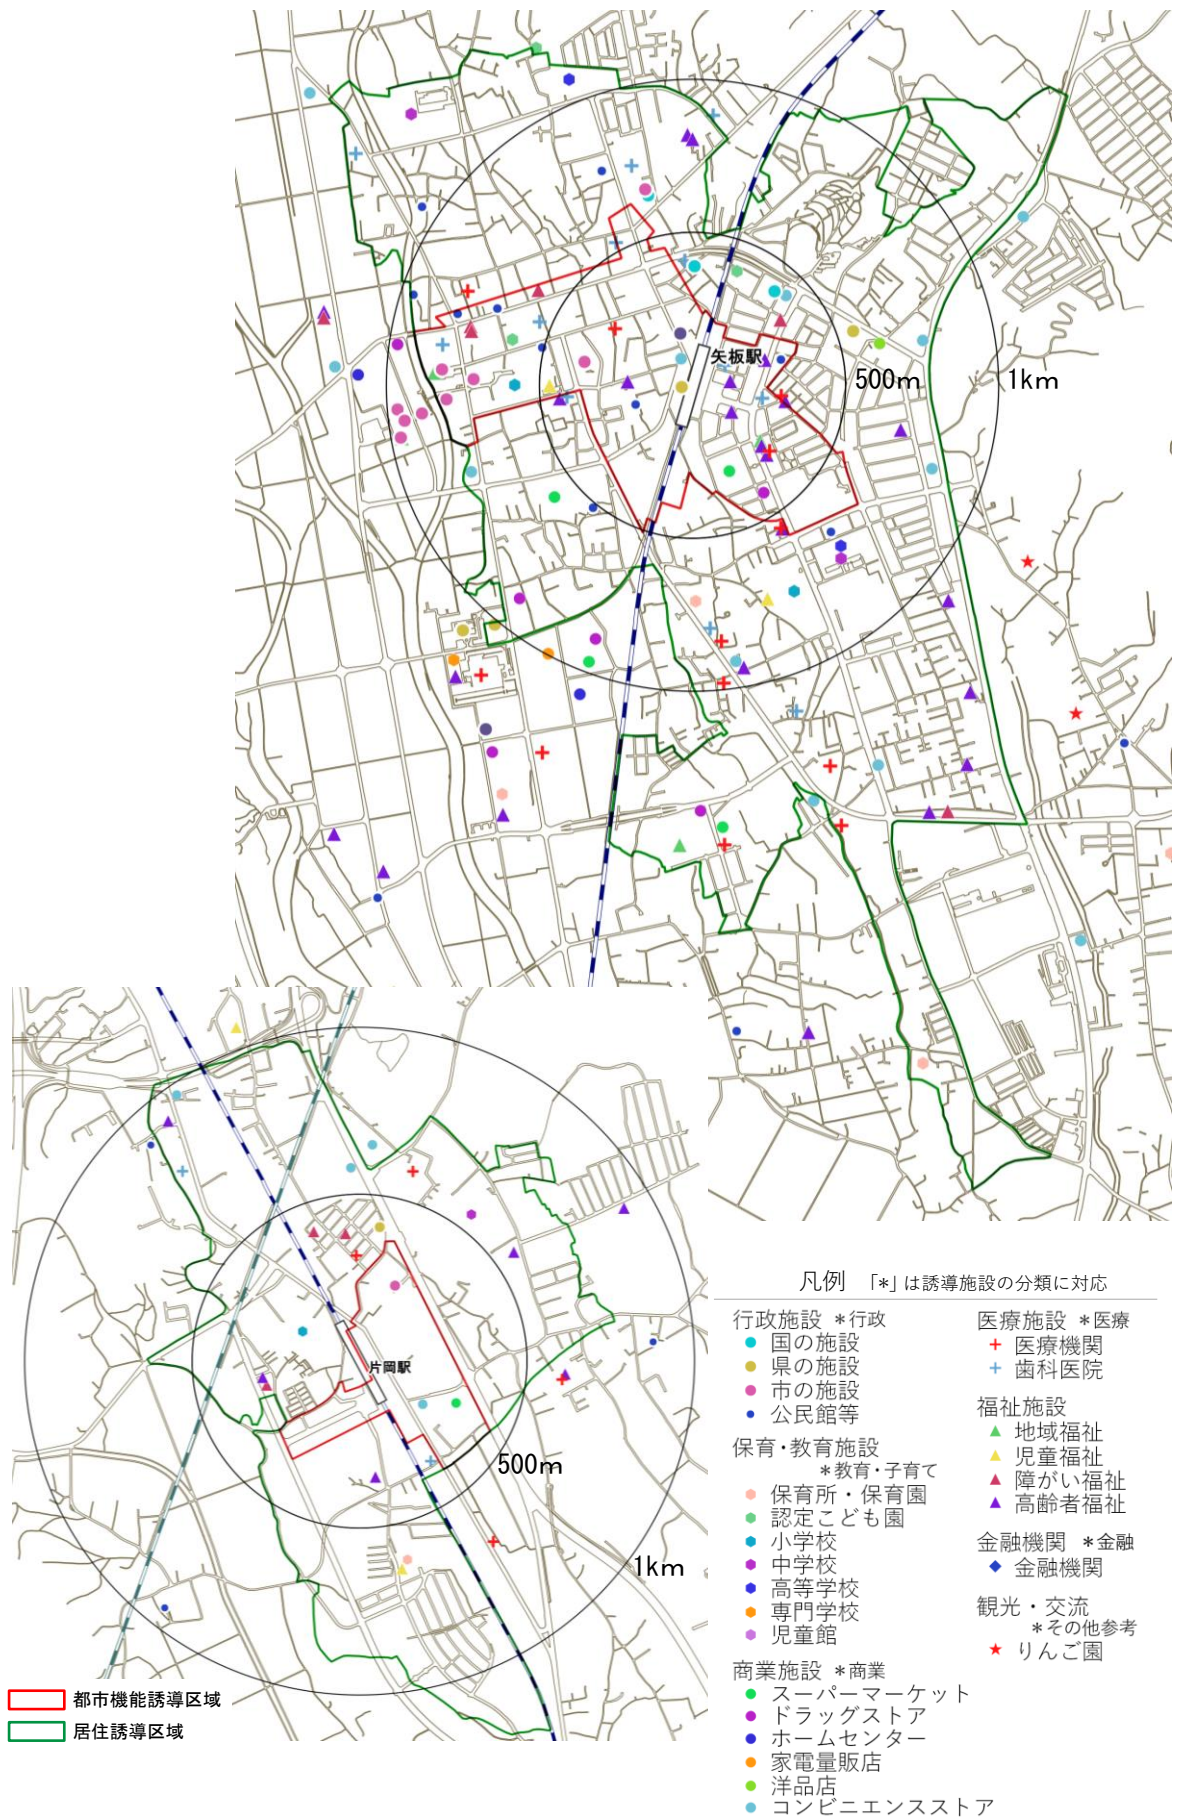 矢板駅
500m
1km
片岡駅
500m
1km
都市機能誘導区域
居住誘導区域
凡例 「*」は誘導施設の分類に対応
行政施設 *行政
国の施設
県の施設
市の施設
公民館等
保育・教育施設
*教育・子育て
保育所・保育園
認定こども園
小学校
中学校
高等学校
専門学校
児童館
商業施設 *商業
スーパーマーケット
ドラッグストア
ホームセンター
家電量販店
洋品店
コンビニエンスストア
医療施設 *医療
医療機関
歯科医院
福祉施設
地域福祉
児童福祉
障がい福祉
高齢者福祉
金融機関 *金融
金融機関
観光・交流
*その他参考
りんご園